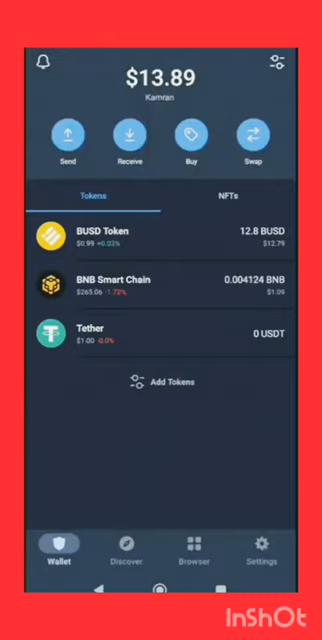 $13.89
Kamran
Send Receive Buy Swap
Tokens NFTs
BUSD Token 12.8 BUSD
$0.99 +0.03% $12.79
BNB Smart Chain 0.004124 BNB
$265.06 -1.72% $1.09
Tether 0 USDT
$1.00 -0.0%
Add Tokens
Wallet Discover Browser Settings
InShOt